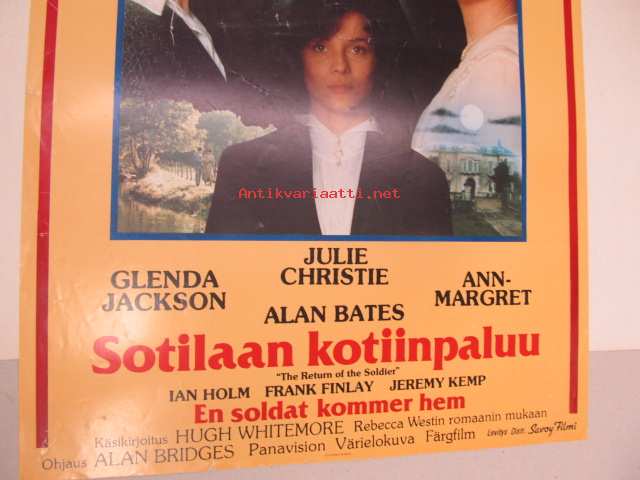 Antikvariaatti.net
GLENDA JACKSON
JULIE CHRISTIE
ANN-MARGRET
ALAN BATES
Sotilaan kotiinpaluu
"The Return of the Soldier"
IAN HOLM FRANK FINLAY JEREMY KEMP
En soldat kommer hem
Käsikirjoitus HUGH WHITEMORE Rebecca Westin romaanin mukaan
Ohjaus ALAN BRIDGES Panavision Värielokuva Färgfilm Levitys Distr. Savoy Filmi